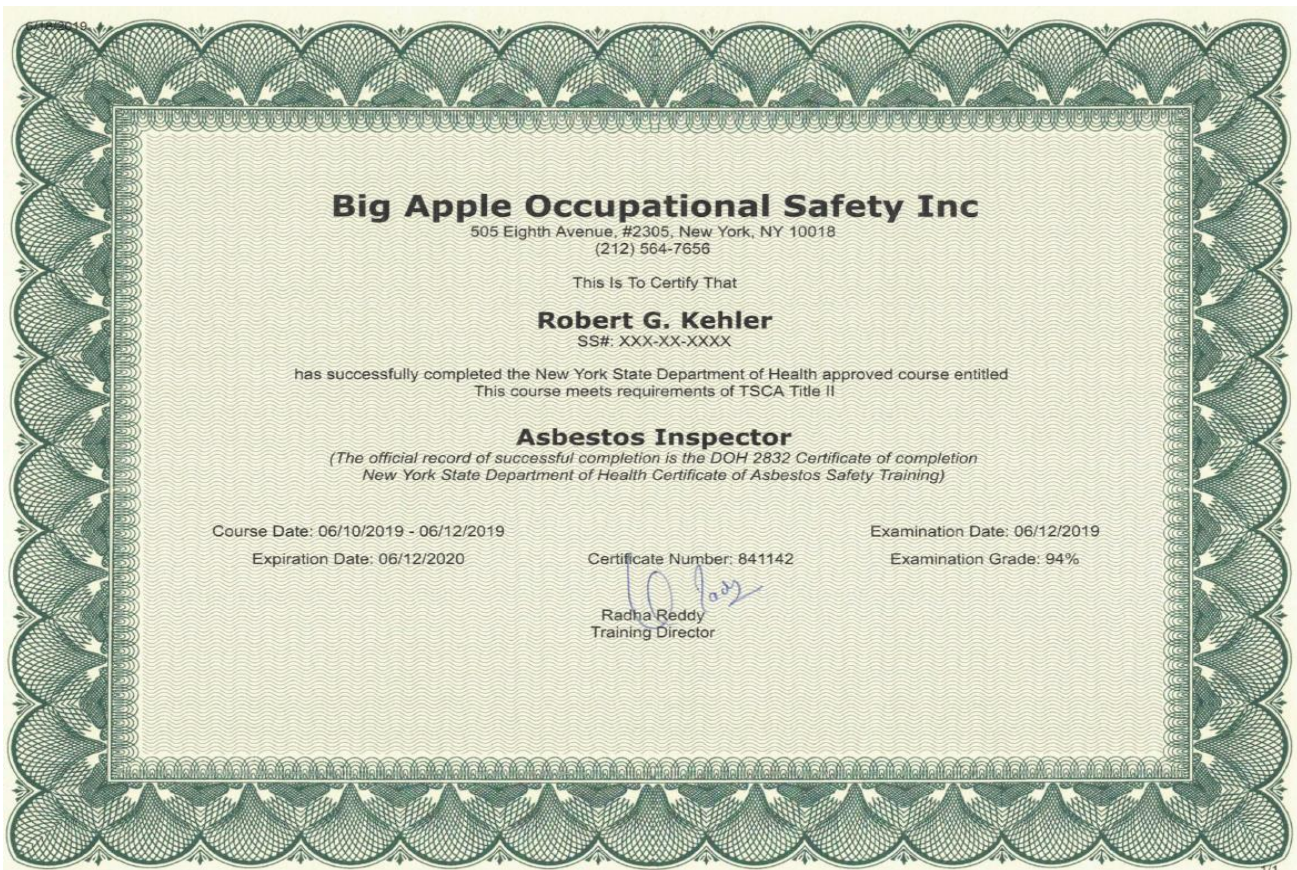 6/18/2019
Big Apple Occupational Safety Inc
505 Eighth Avenue, #2305, New York, NY 10018
(212) 564-7656
This Is To Certify That
Robert G. Kehler
SS#: XXX-XX-XXXX
has successfully completed the New York State Department of Health approved course entitled
This course meets requirements of TSCA Title II
Asbestos Inspector
(The official record of successful completion is the DOH 2832 Certificate of completion
New York State Department of Health Certificate of Asbestos Safety Training)
Course Date: 06/10/2019 - 06/12/2019
Examination Date: 06/12/2019
Expiration Date: 06/12/2020
Certificate Number: 841142
Examination Grade: 94%
Radha Reddy
Training Director
1/1